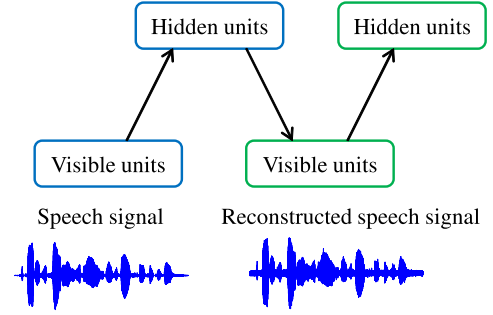 Hidden units
Hidden units
Visible units
Visible units
Speech signal
Reconstructed speech signal